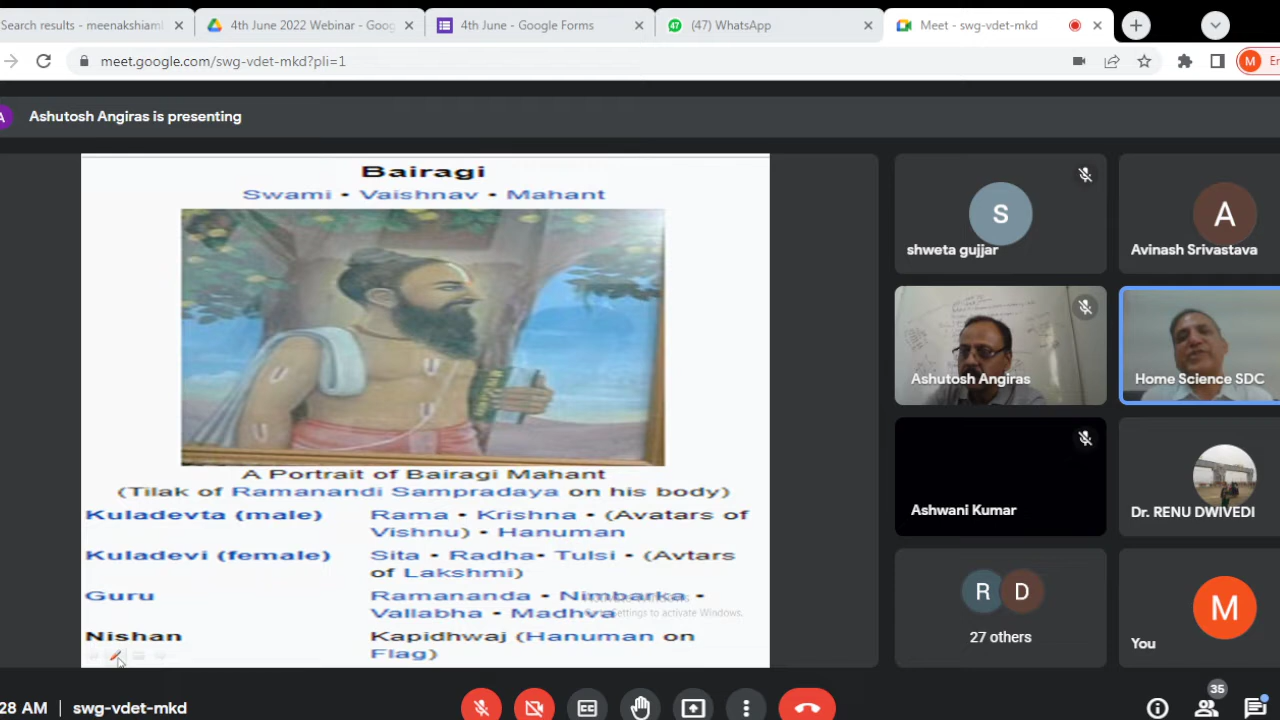 Search results - meenakshiaml
4th June 2022 Webinar - Goog
4th June - Google Forms
(47) WhatsApp
Meet - swg-vdet-mkd
meet.google.com/swg-vdet-mkd?pli=1
M
A
Ashutosh Angiras is presenting
Bairagi
Swami • Vaishnav • Mahant
A Portrait of Bairagi Mahant
(Tilak of Ramanandi Sampradaya on his body)
Kuladevta (male) Rama • Krishna • (Avatars of
Vishnu) • Hanuman
Kuladevi (female) Sita • Radha• Tulsi • (Avtars
of Lakshmi)
Guru Ramananda • Nimbarka •
Vallabha • Madhva
Settings to activate Windows.
Nishan Kapidhwaj (Hanuman on
Flag)
S
shweta gujjar
A
Avinash Srivastava
Ashutosh Angiras
Home Science SDC
Ashwani Kumar
Dr. RENU DWIVEDI
R D
27 others
M
You
:28 AM | swg-vdet-mkd
35